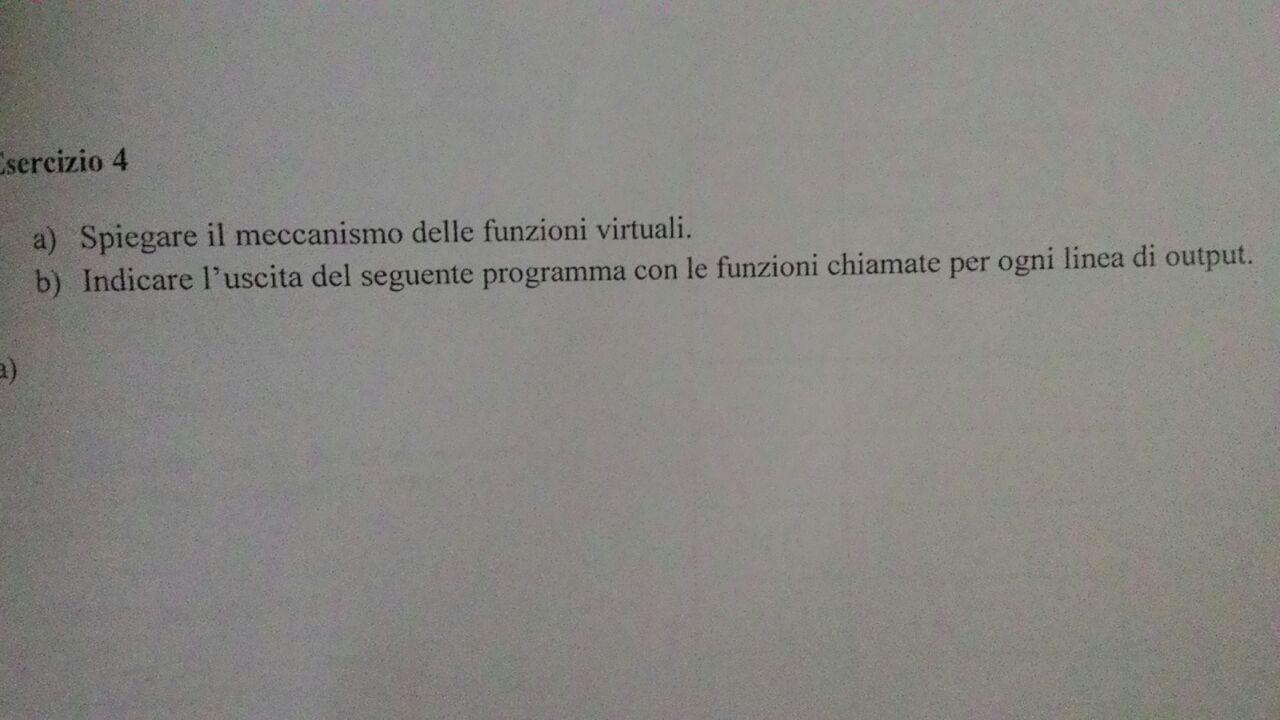 Esercizio 4
a) Spiegare il meccanismo delle funzioni virtuali.
b) Indicare l'uscita del seguente programma con le funzioni chiamate per ogni linea di output.
a)